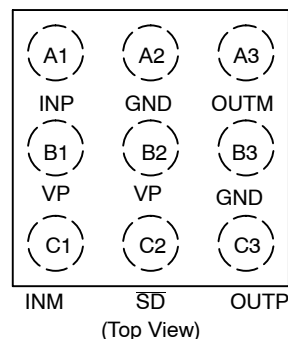 A1 A2 A3
INP GND OUTM
B1 B2 B3
VP VP GND
C1 C2 C3
INM S̅D̅ OUTP
(Top View)